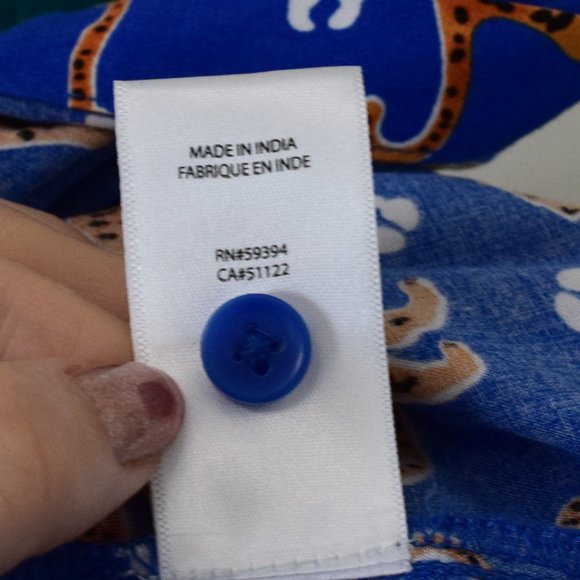 MADE IN INDIA
FABRIQUE EN INDE
RN#59394
CA#51122